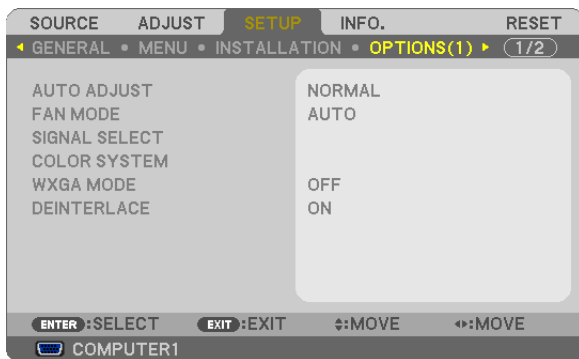 SOURCE ADJUST SETUP INFO. RESET
GENERAL • MENU • INSTALLATION • OPTIONS(1) 1/2
AUTO ADJUST NORMAL
FAN MODE AUTO
SIGNAL SELECT
COLOR SYSTEM
WXGA MODE OFF
DEINTERLACE ON
ENTER :SELECT EXIT :EXIT :MOVE :MOVE
COMPUTER1